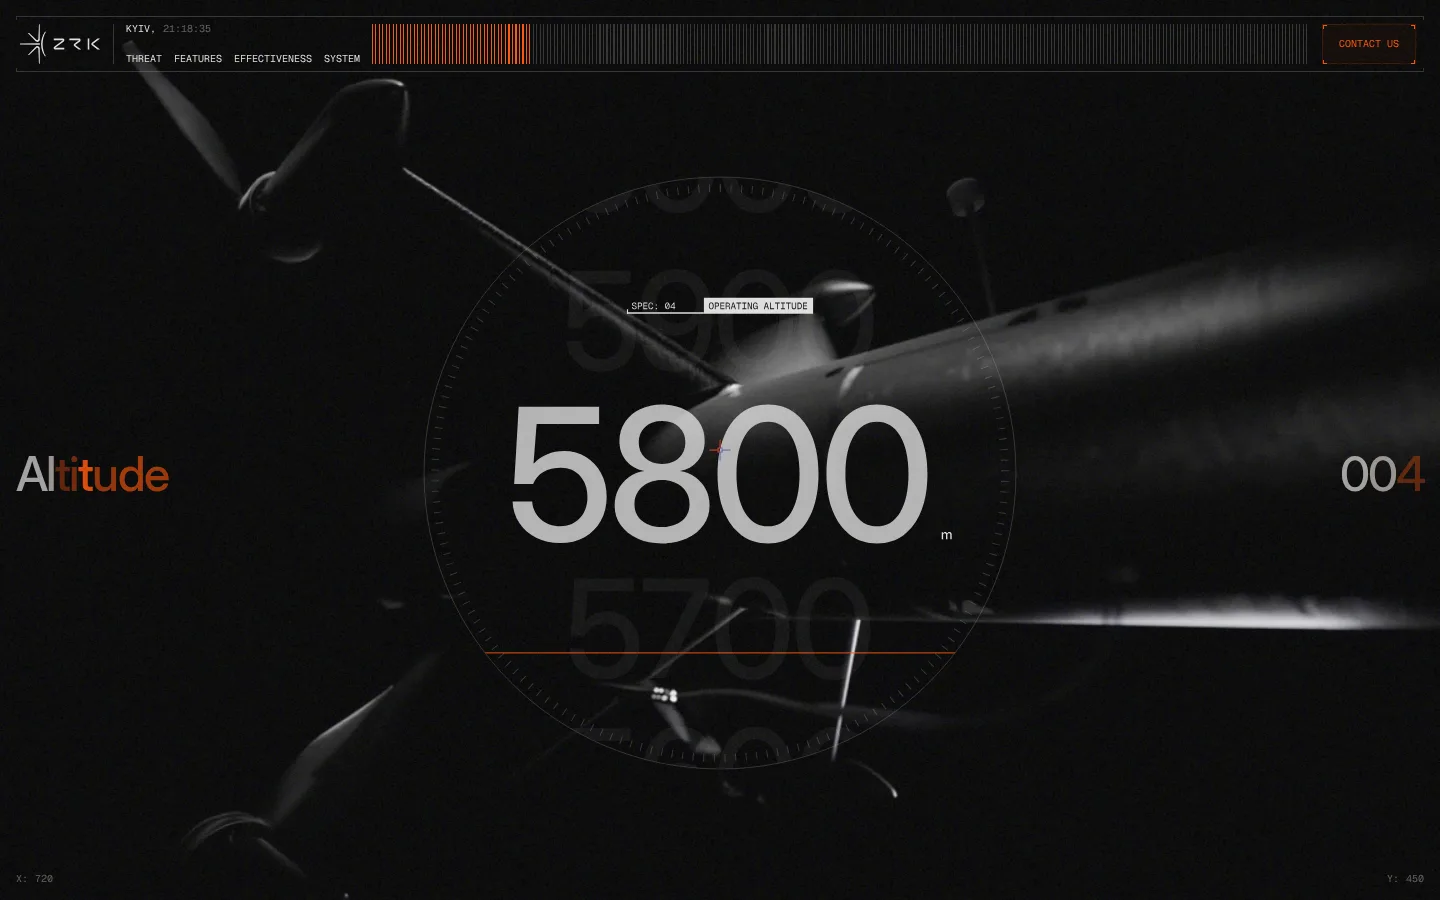 ZRK
KYIV, 21:18:35
THREAT FEATURES EFFECTIVENESS SYSTEM
CONTACT US
5900
SPEC: 04 OPERATING ALTITUDE
5800 m
Altitude
004
5700
X: 720
Y: 450